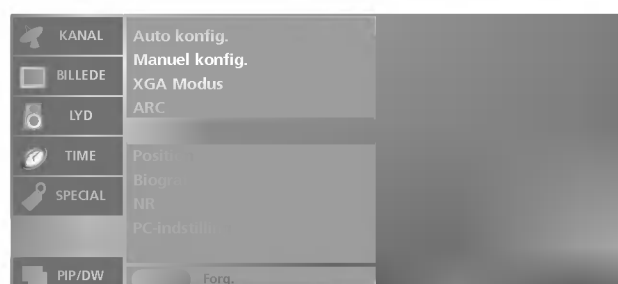 KANAL
BILLEDE
LYD
TIME
SPECIAL
PIP/DW
Auto konfig.
Manuel konfig.
XGA Modus
ARC
NR
Forg.